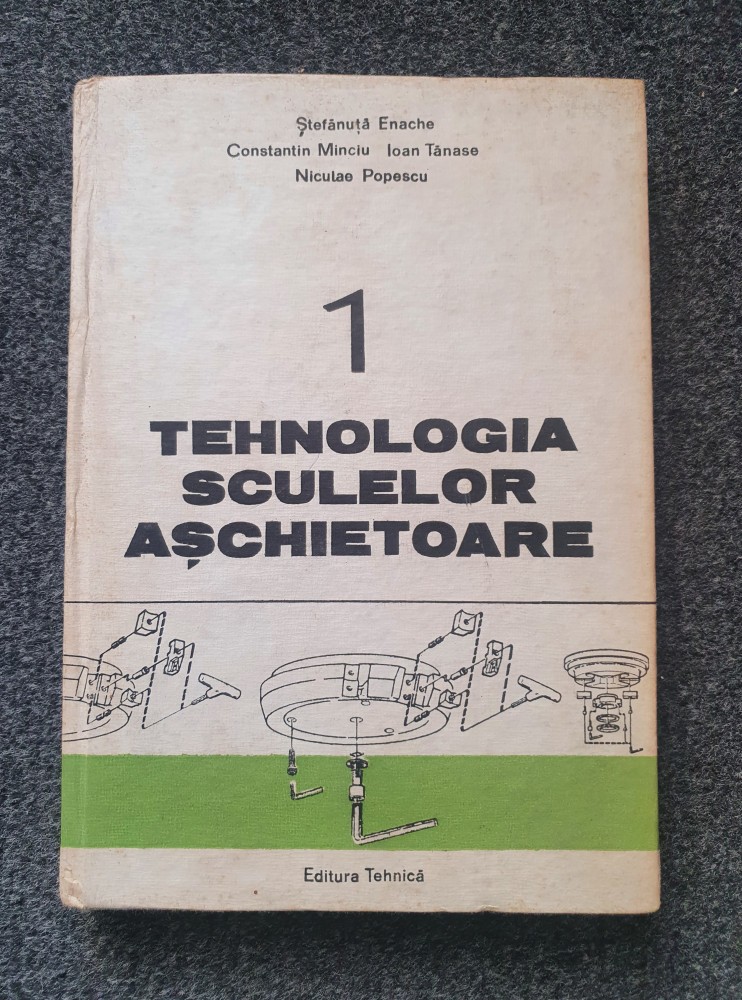 Ștefănuță Enache
Constantin Minciu Ioan Tănase
Niculae Popescu
1
TEHNOLOGIA
SCULELOR
AȘCHIETOARE
Editura Tehnică